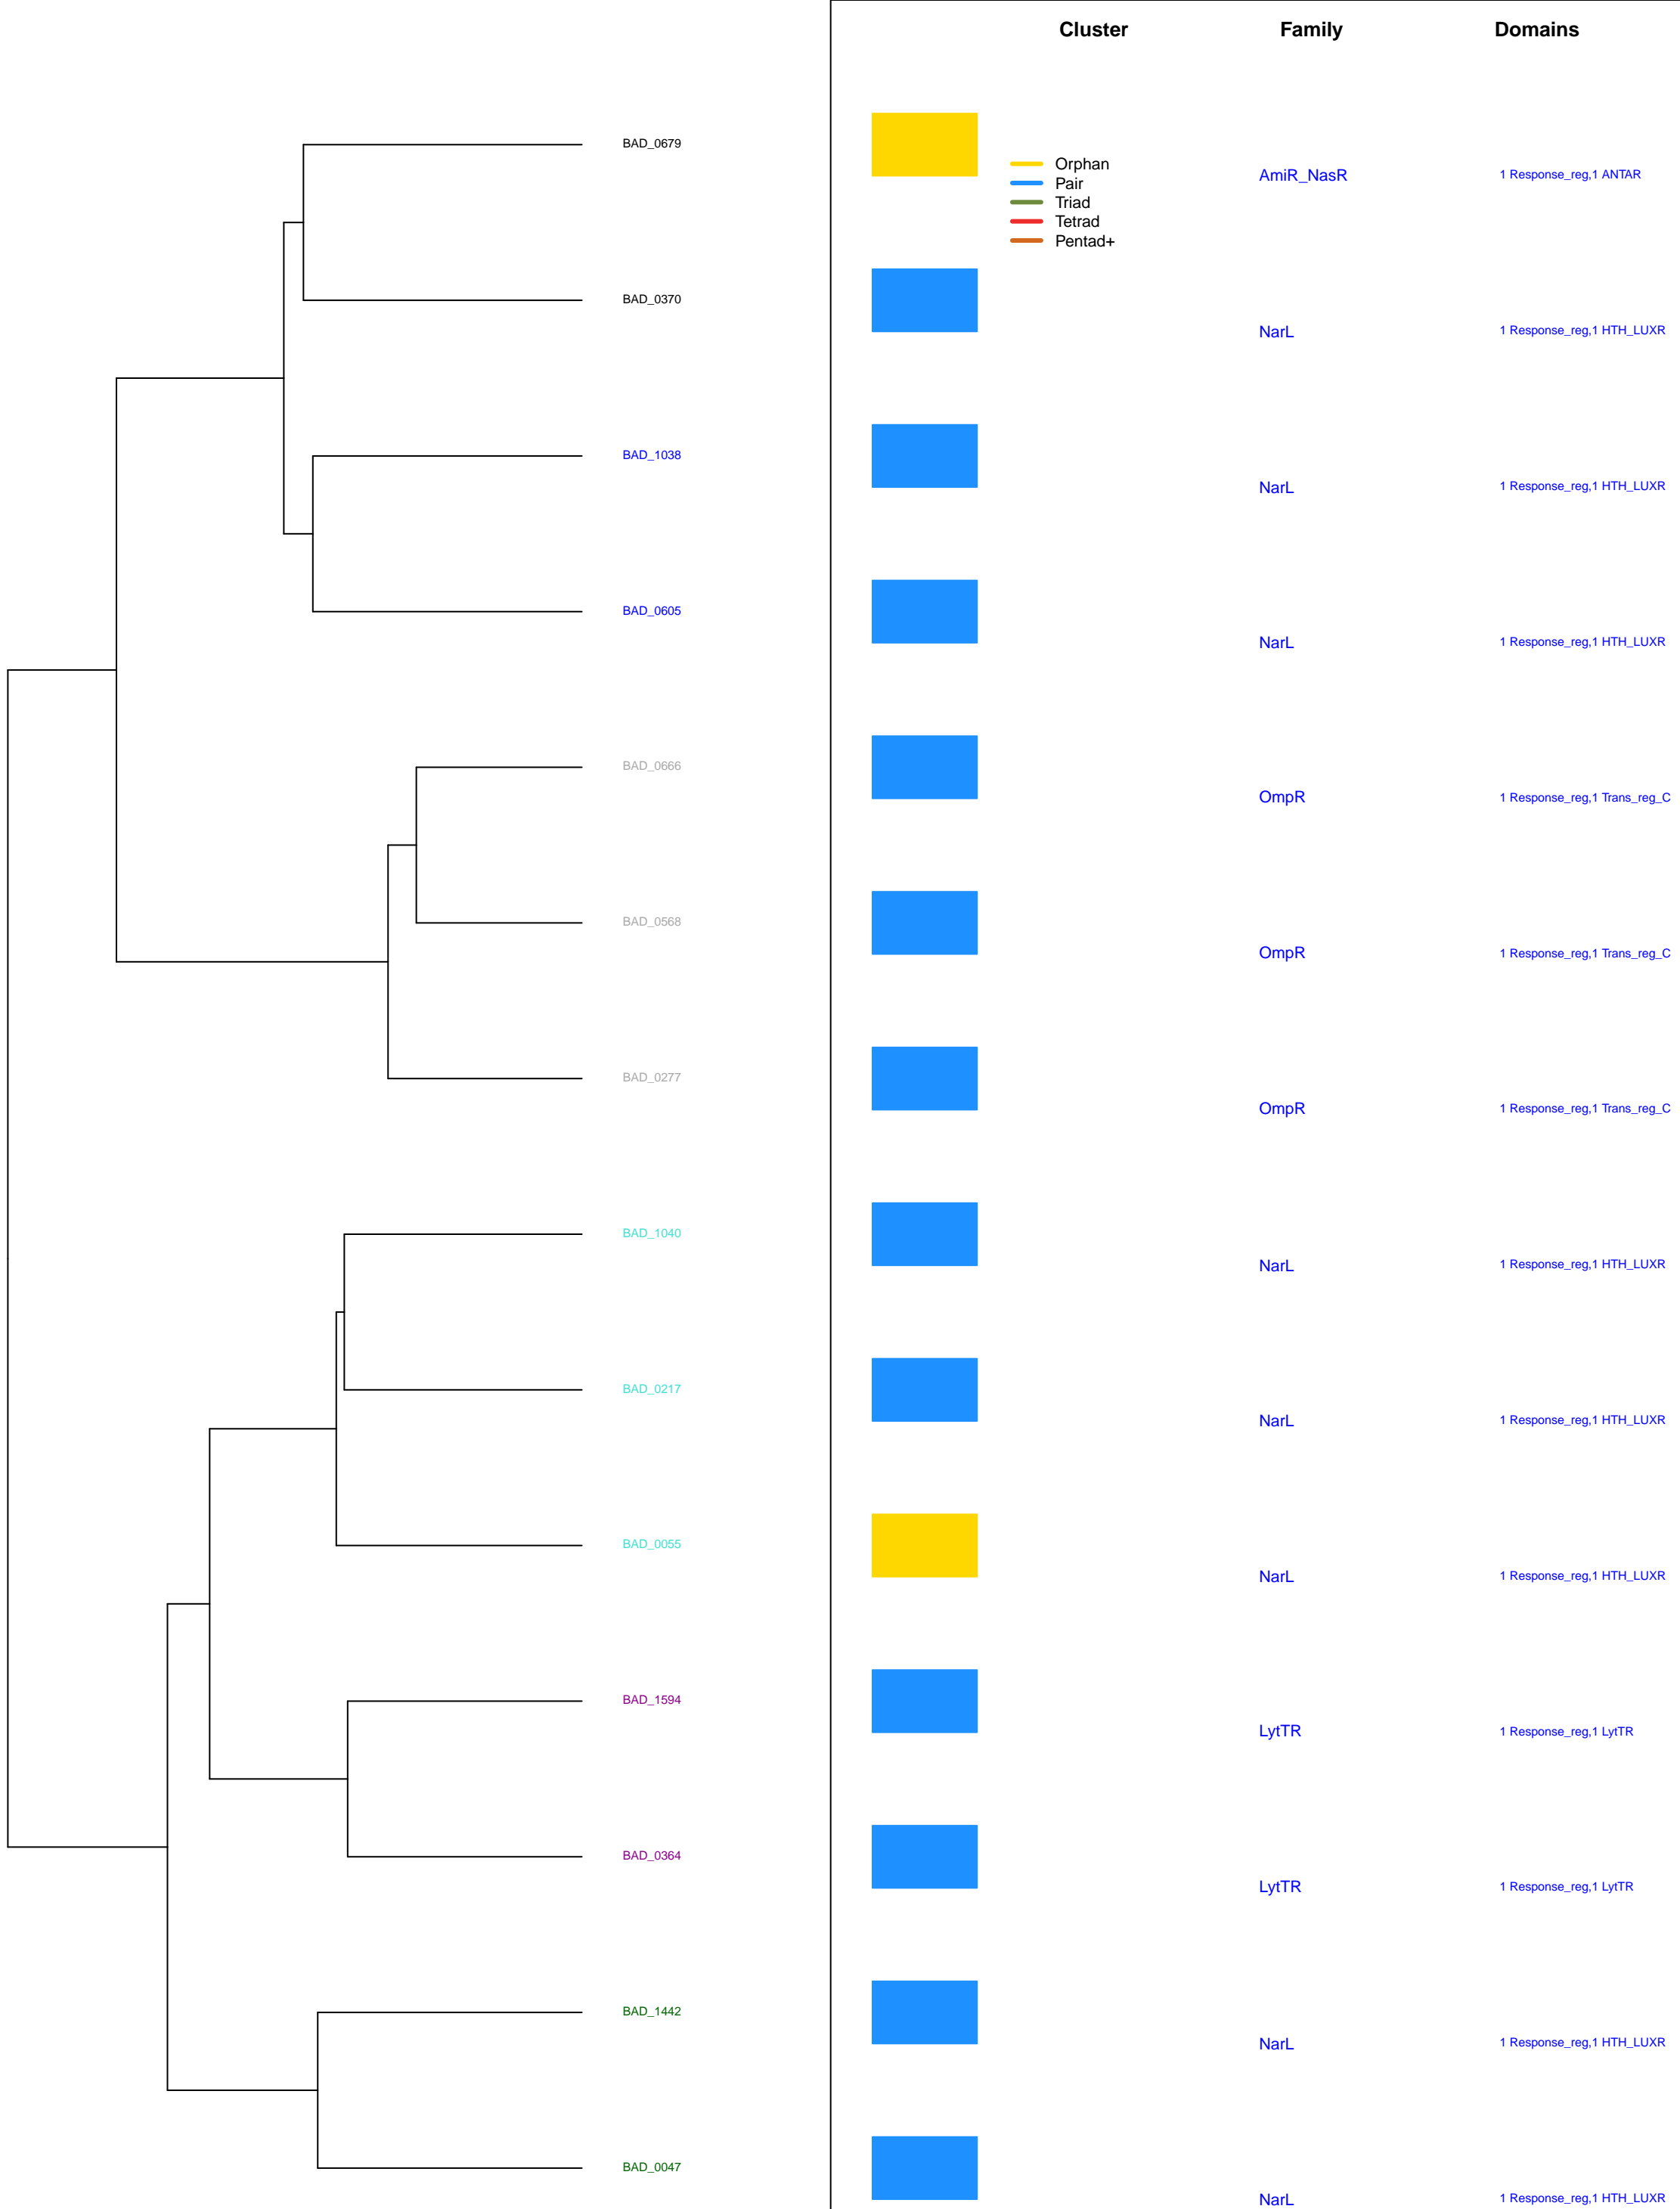 Cluster Family Domains
BAD_0679
Orphan
Pair
Triad
Tetrad
Pentad+
AmiR_NasR 1 Response_reg,1 ANTAR
BAD_0370
NarL 1 Response_reg,1 HTH_LUXR
BAD_1038
NarL 1 Response_reg,1 HTH_LUXR
BAD_0605
NarL 1 Response_reg,1 HTH_LUXR
BAD_0666
OmpR 1 Response_reg,1 Trans_reg_C
BAD_0568
OmpR 1 Response_reg,1 Trans_reg_C
BAD_0277
OmpR 1 Response_reg,1 Trans_reg_C
BAD_1040
NarL 1 Response_reg,1 HTH_LUXR
BAD_0217
NarL 1 Response_reg,1 HTH_LUXR
BAD_0055
NarL 1 Response_reg,1 HTH_LUXR
BAD_1594
LytTR 1 Response_reg,1 LytTR
BAD_0364
LytTR 1 Response_reg,1 LytTR
BAD_1442
NarL 1 Response_reg,1 HTH_LUXR
BAD_0047
NarL 1 Response_reg,1 HTH_LUXR